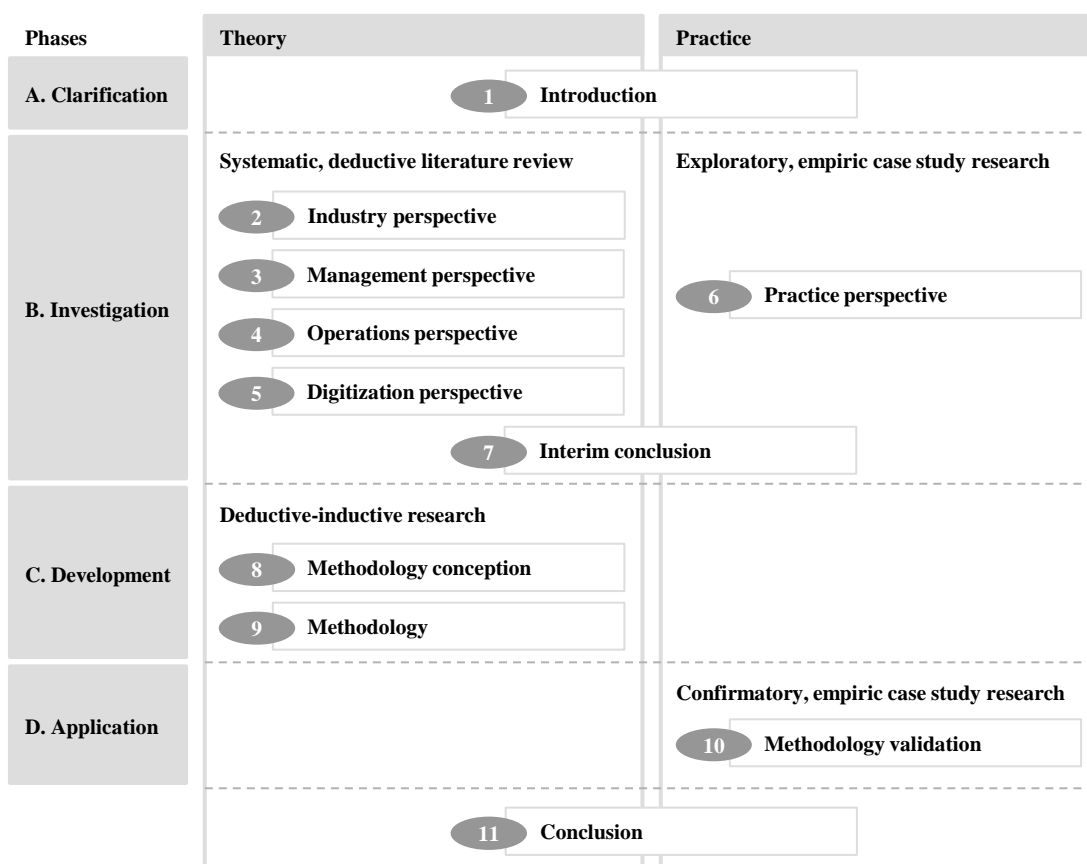 Phases
Theory
Practice
A. Clarification
1 Introduction
B. Investigation
Systematic, deductive literature review
2 Industry perspective
3 Management perspective
4 Operations perspective
5 Digitization perspective
Exploratory, empiric case study research
6 Practice perspective
7 Interim conclusion
C. Development
Deductive-inductive research
8 Methodology conception
9 Methodology
D. Application
Confirmatory, empiric case study research
10 Methodology validation
11 Conclusion